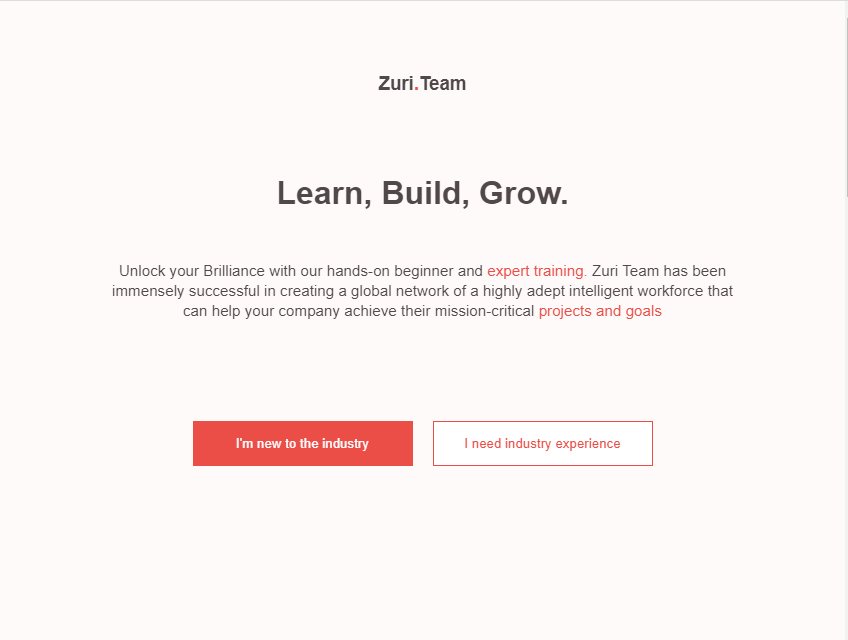 Zuri.Team
Learn, Build, Grow.
Unlock your Brilliance with our hands-on beginner and expert training. Zuri Team has been
immensely successful in creating a global network of a highly adept intelligent workforce that
can help your company achieve their mission-critical projects and goals
I'm new to the industry
I need industry experience